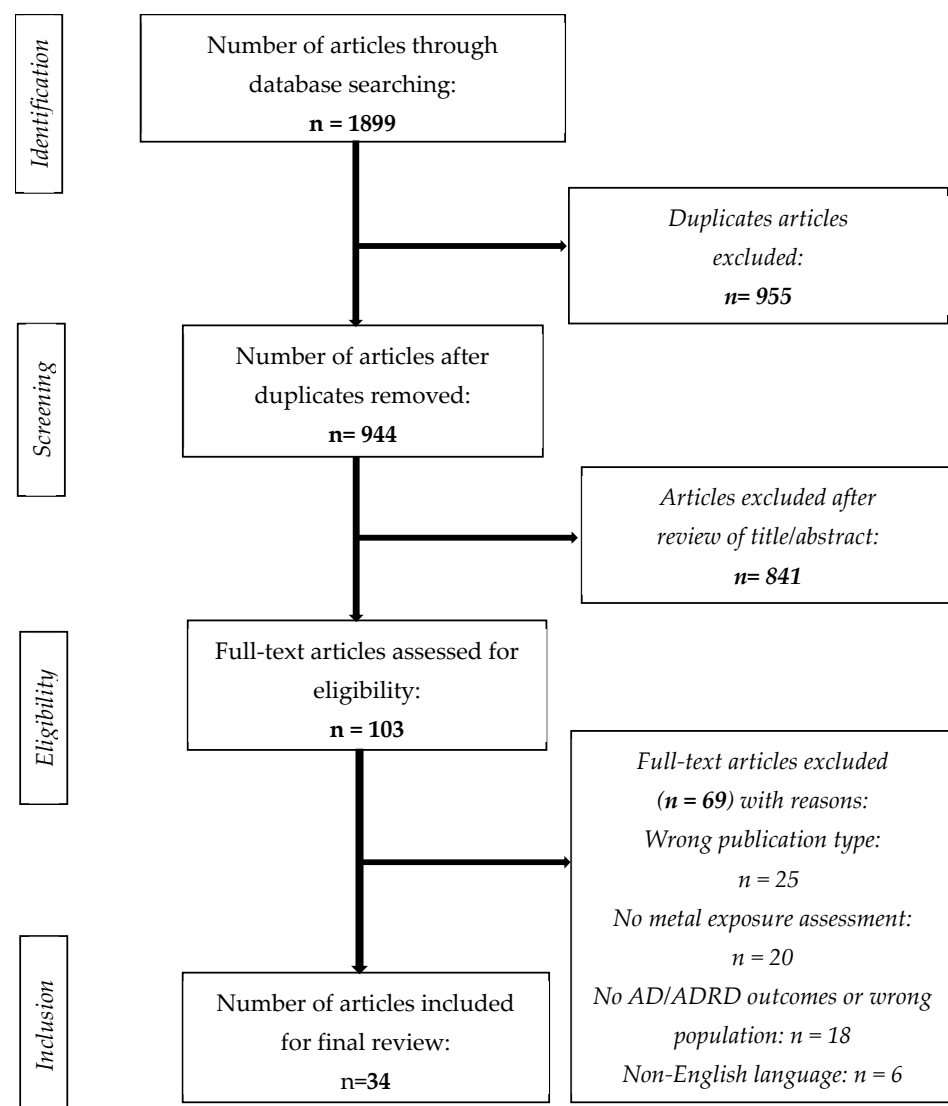 Identification
Number of articles through
database searching:
n = 1899
Duplicates articles
excluded:
n= 955
Screening
Number of articles after
duplicates removed:
n= 944
Articles excluded after
review of title/abstract:
n= 841
Eligibility
Full-text articles assessed for
eligibility:
n = 103
Full-text articles excluded
(n = 69) with reasons:
Wrong publication type:
n = 25
No metal exposure assessment:
n = 20
No AD/ADRD outcomes or wrong
population: n = 18
Non-English language: n = 6
Inclusion
Number of articles included
for final review:
n=34